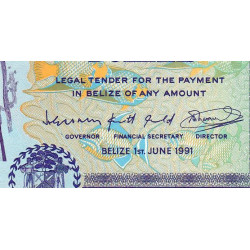 LEGAL TENDER FOR THE PAYMENT
IN BELIZE OF ANY AMOUNT
GOVERNOR FINANCIAL SECRETARY DIRECTOR
BELIZE 1ST. JUNE 1991